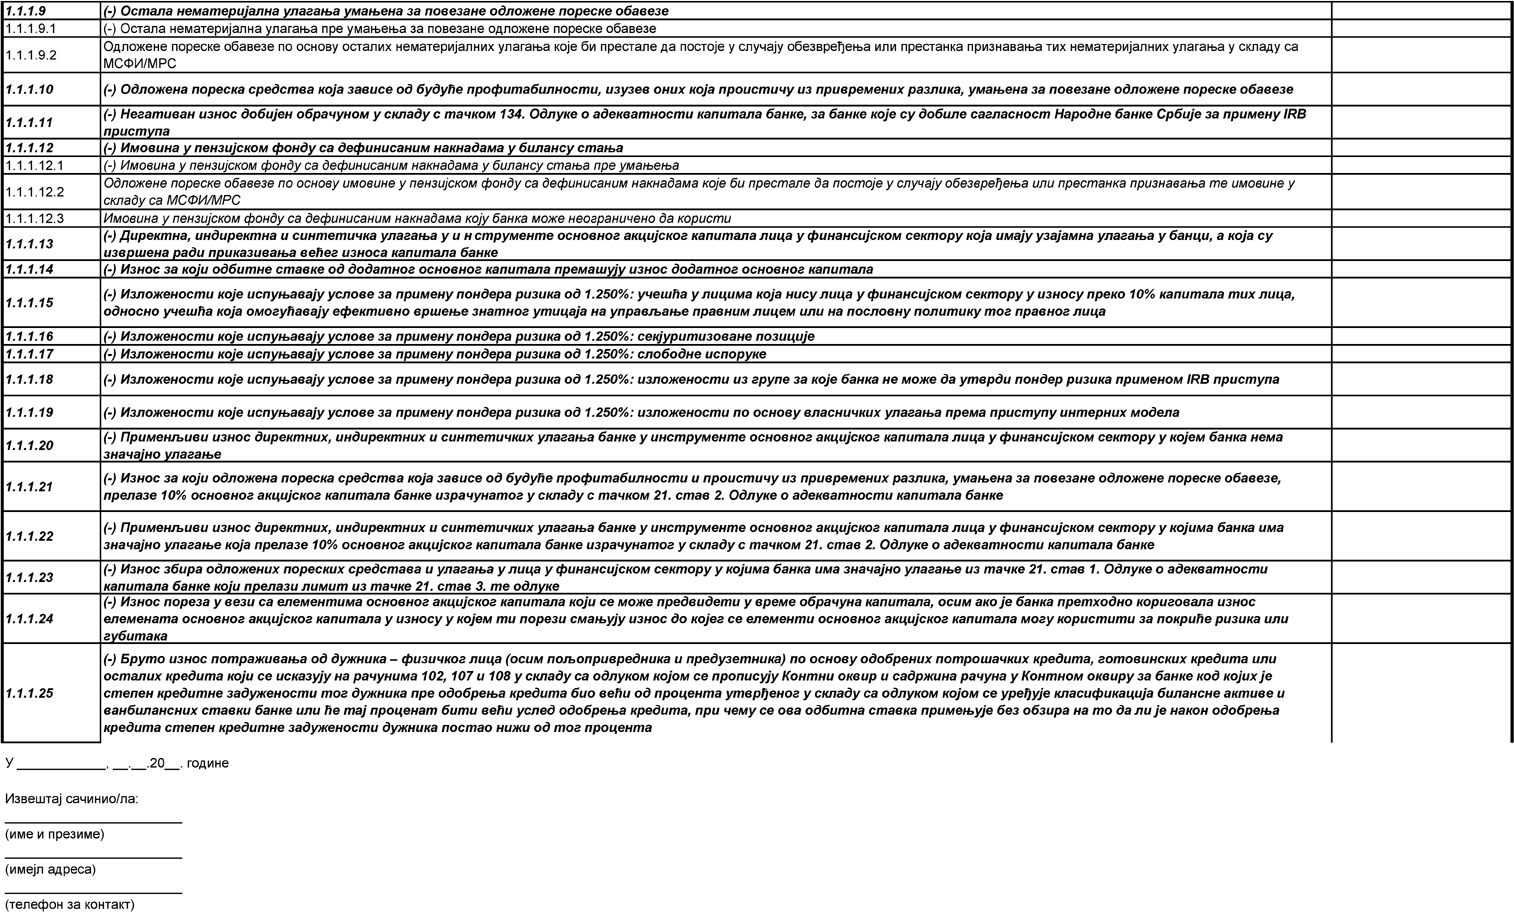 1.1.1.9 (-) Остала нематеријална улагања умањена за повезане одложене пореске обавезе
1.1.1.9.1 (-) Остала нематеријална улагања пре умањења за повезане одложене пореске обавезе
1.1.1.9.2 Одложене пореске обавезе по основу осталих нематеријалних улагања које би престале да постоје у случају обезвређења или престанка признавања тих нематеријалних улагања у складу са
МСФИ/МРС
1.1.1.10 (-) Одложена пореска средства која зависе од будуће профитабилности, изузев оних која проистичу из привремених разлика, умањена за повезане одложене пореске обавезе
1.1.1.11 (-) Негативан износ добијен обрачуном у складу с тачком 134. Одлуке о адекватности капитала банке, за банке које су добиле сагласност Народне банке Србије за примену IRB
приступа
1.1.1.12 (-) Имовина у пензијском фонду са дефинисаним накнадама у билансу стања
1.1.1.12.1 (-) Имовина у пензијском фонду са дефинисаним накнадама у билансу стања пре умањења
1.1.1.12.2 Одложене пореске обавезе по основу имовине у пензијском фонду са дефинисаним накнадама које би престале да постоје у случају обезвређења или престанка признавања те имовине у
складу са МСФИ/МРС
1.1.1.12.3 Имовина у пензијском фонду са дефинисаним накнадама коју банка може неограничено да користи
1.1.1.13 (-) Директна, индиректна и синтетичка улагања у и н струменте основног акцијског капитала лица у финансијском сектору која имају узајамна улагања у банци, а која су
извршена ради приказивања већег износа капитала банке
1.1.1.14 (-) Износ за који одбитне ставке од додатног основног капитала премашују износ додатног основног капитала
1.1.1.15 (-) Изложености које испуњавају услове за примену пондера ризика од 1.250%: учешћа у лицима која нису лица у финансијском сектору у износу преко 10% капитала тих лица,
односно учешћа која омогућавају ефективно вршење знатног утицаја на управљање правним лицем или на пословну политику тог правног лица
1.1.1.16 (-) Изложености које испуњавају услове за примену пондера ризика од 1.250%: секјуритизоване позиције
1.1.1.17 (-) Изложености које испуњавају услове за примену пондера ризика од 1.250%: слободне испоруке
1.1.1.18 (-) Изложености које испуњавају услове за примену пондера ризика од 1.250%: изложености из групе за које банка не може да утврди пондер ризика применом IRB приступа
1.1.1.19 (-) Изложености које испуњавају услове за примену пондера ризика од 1.250%: изложености по основу власничких улагања према приступу интерних модела
1.1.1.20 (-) Применљиви износ директних, индиректних и синтетичких улагања банке у инструменте основног акцијског капитала лица у финансијском сектору у којем банка нема
значајно улагање
1.1.1.21 (-) Износ за који одложена пореска средства која зависе од будуће профитабилности и проистичу из привремених разлика, умањена за повезане одложене пореске обавезе,
прелазе 10% основног акцијског капитала банке израчунатог у складу с тачком 21. став 2. Одлуке о адекватности капитала банке
1.1.1.22 (-) Применљиви износ директних, индиректних и синтетичких улагања банке у инструменте основног акцијског капитала лица у финансијском сектору у којима банка има
значајно улагање која прелазе 10% основног акцијског капитала банке израчунатог у складу с тачком 21. став 2. Одлуке о адекватности капитала банке
1.1.1.23 (-) Износ збира одложених пореских средстава и улагања у лица у финансијском сектору у којима банка има значајно улагање из тачке 21. став 1. Одлуке о адекватности
капитала банке који прелази лимит из тачке 21. став 3. те одлуке
1.1.1.24 (-) Износ пореза у вези са елементима основног акцијског капитала који се може предвидети у време обрачуна капитала, осим ако је банка претходно кориговала износ
елемената основног акцијског капитала у износу у којем ти порези смањују износ до којег се елементи основног акцијског капитала могу користити за покриће ризика или
губитака
1.1.1.25 (-) Бруто износ потраживања од дужника – физичког лица (осим пољопривредника и предузетника) по основу одобрених потрошачких кредита, готовинских кредита или
осталих кредита који се исказују на рачунима 102, 107 и 108 у складу са одлуком којом се прописују Контни оквир и садржина рачуна у Контном оквиру за банке код којих је
степен кредитне задужености тог дужника пре одобрења кредита био већи од процента утврђеног у складу са одлуком којом се уређује класификација билансне активе и
ванбилансних ставки банке или ће тај проценат бити већи услед одобрења кредита, при чему се ова одбитна ставка примењује без обзира на то да ли је након одобрења
кредита степен кредитне задужености дужника постао нижи од тог процента
У ____________, __.__.20__. године
Извештај сачинио/ла:
________________________
(име и презиме)
________________________
(имејл адреса)
________________________
(телефон за контакт)